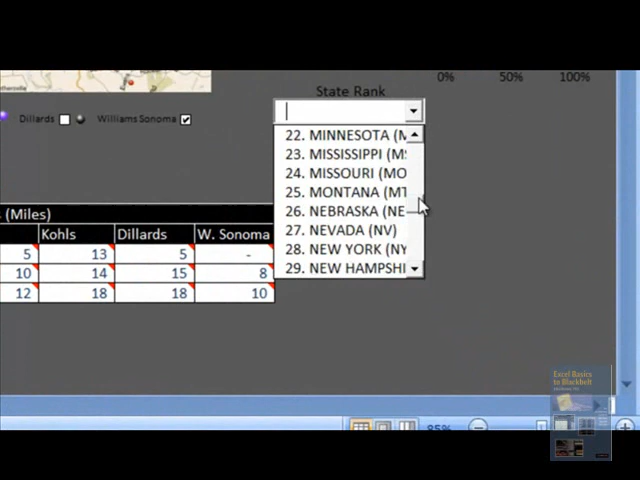 0% 50% 100%
State Rank
Dillards Williams Sonoma
22. MINNESOTA (M
23. MISSISSIPPI (MS
24. MISSOURI (MO
25. MONTANA (MT
26. NEBRASKA (NE
27. NEVADA (NV)
28. NEW YORK (NY
29. NEW HAMPSHI
(Miles)
Kohls Dillards W. Sonoma
5 13 5 -
10 14 15 8
12 18 18 10
Excel Basics
to Blackbelt
85%